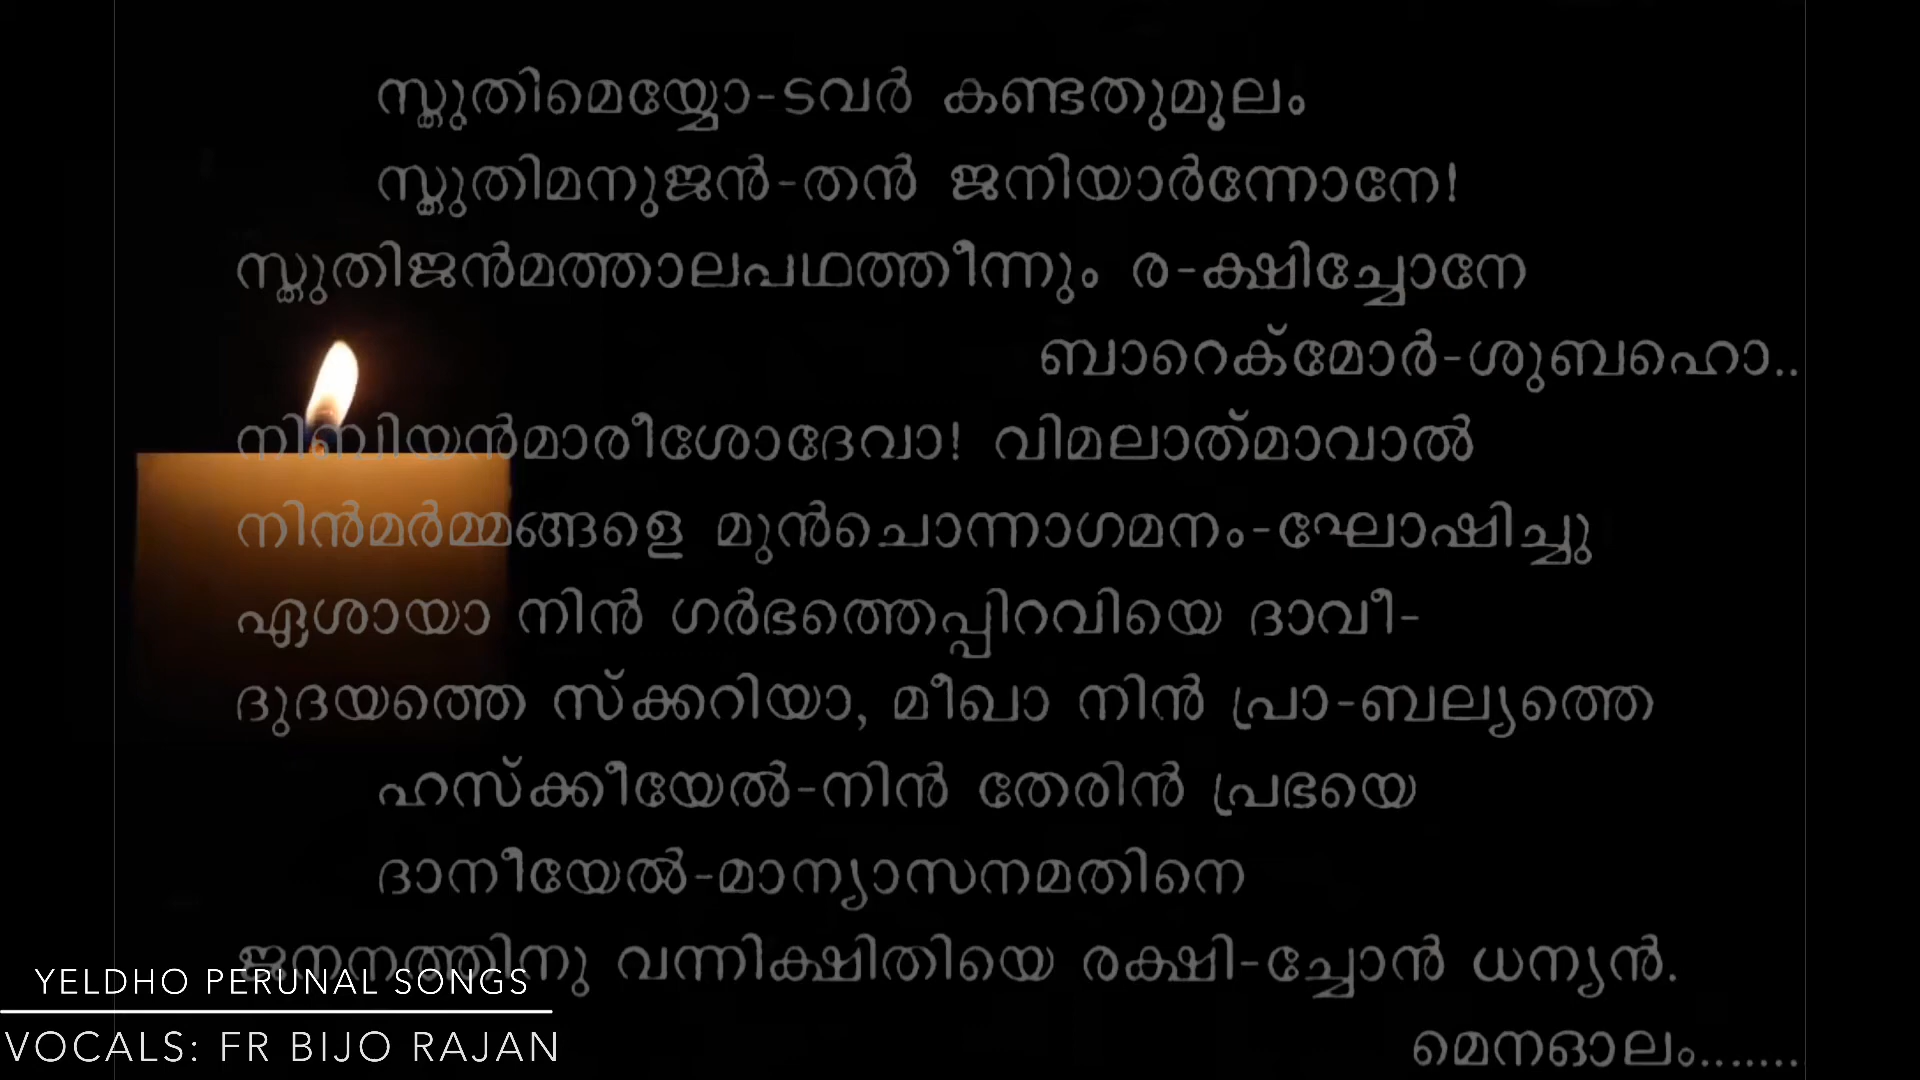 സ്തുതിമെയ്യോ-ടവർ കണ്ടതുമൂലം
സ്തുതിമനുജൻ-തൻ ജനിയാർന്നോനേ!
സ്തുതിജൻമത്താലപഥത്തീന്നും ര-ക്ഷിച്ചോനേ
ബാറെക്മോർ-ശുബഹൊ..
നിബിയൻമാരീശോദേവാ! വിമലാത്മാവാൽ
നിൻമർമ്മങ്ങളെ മുൻചൊന്നാഗമനം-ഘോഷിച്ചു
ഏശായാ നിൻ ഗർഭത്തെപ്പിറവിയെ ദാവീ-
ദുദയത്തെ സ്ക്കറിയാ, മീഖാ നിൻ പ്രാ-ബല്യത്തെ
ഹസ്ക്കീയേൽ-നിൻ തേരിൻ പ്രഭയെ
ദാനീയേൽ-മാന്യാസനമതിനെ
ജനനത്തിനു വന്നിക്ഷിതിയെ രക്ഷി-ച്ചോൻ ധന്യൻ.
മെനഓലം.......
YELDHO PERUNAL SONGS
VOCALS: FR BIJO RAJAN